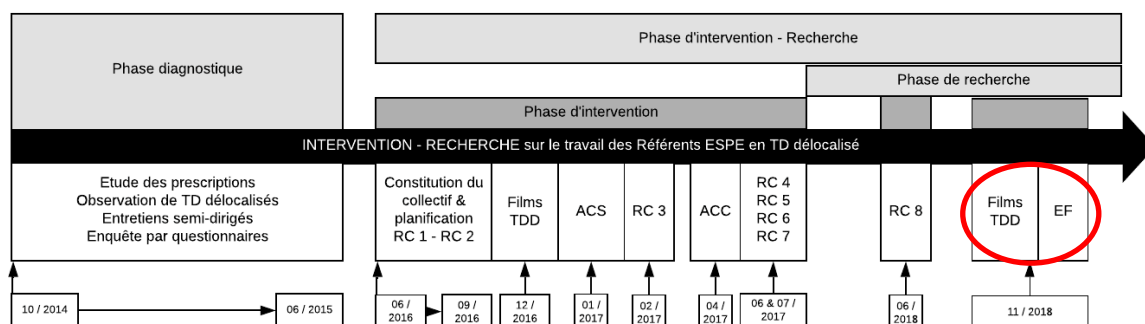 Phase d'intervention - Recherche
Phase diagnostique
Phase de recherche
Phase d'intervention
INTERVENTION - RECHERCHE sur le travail des Référents ESPE en TD délocalisé
Etude des prescriptions
Observation de TD délocalisés
Entretiens semi-dirigés
Enquête par questionnaires
Constitution du
collectif &
planification
RC 1 - RC 2
Films
TDD
ACS
RC 3
ACC
RC 4
RC 5
RC 6
RC 7
RC 8
Films
TDD
EF
10 / 2014
06 / 2015
06 /
2016
09 /
2016
12 /
2016
01 /
2017
02 /
2017
04 /
2017
06 & 07 /
2017
06 /
2018
11 / 2018